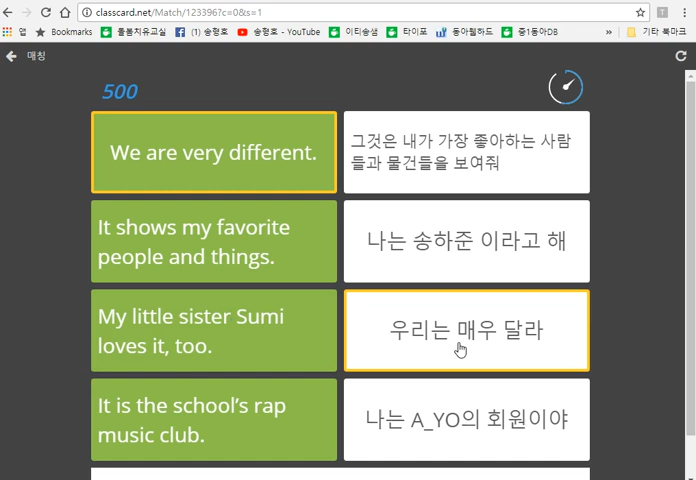 classcard.net/Match/123396?c=0&s=1
앱 Bookmarks 돌봄치유교실 (1) 송형호 송형호 - YouTube 이티송샘 타이포 동아웹하드 중1동아DB » 기타 북마크
매칭
500
We are very different.
그것은 내가 가장 좋아하는 사람
들과 물건들을 보여줘
It shows my favorite
people and things.
나는 송하준 이라고 해
My little sister Sumi
loves it, too.
우리는 매우 달라
It is the school's rap
music club.
나는 A_YO의 회원이야